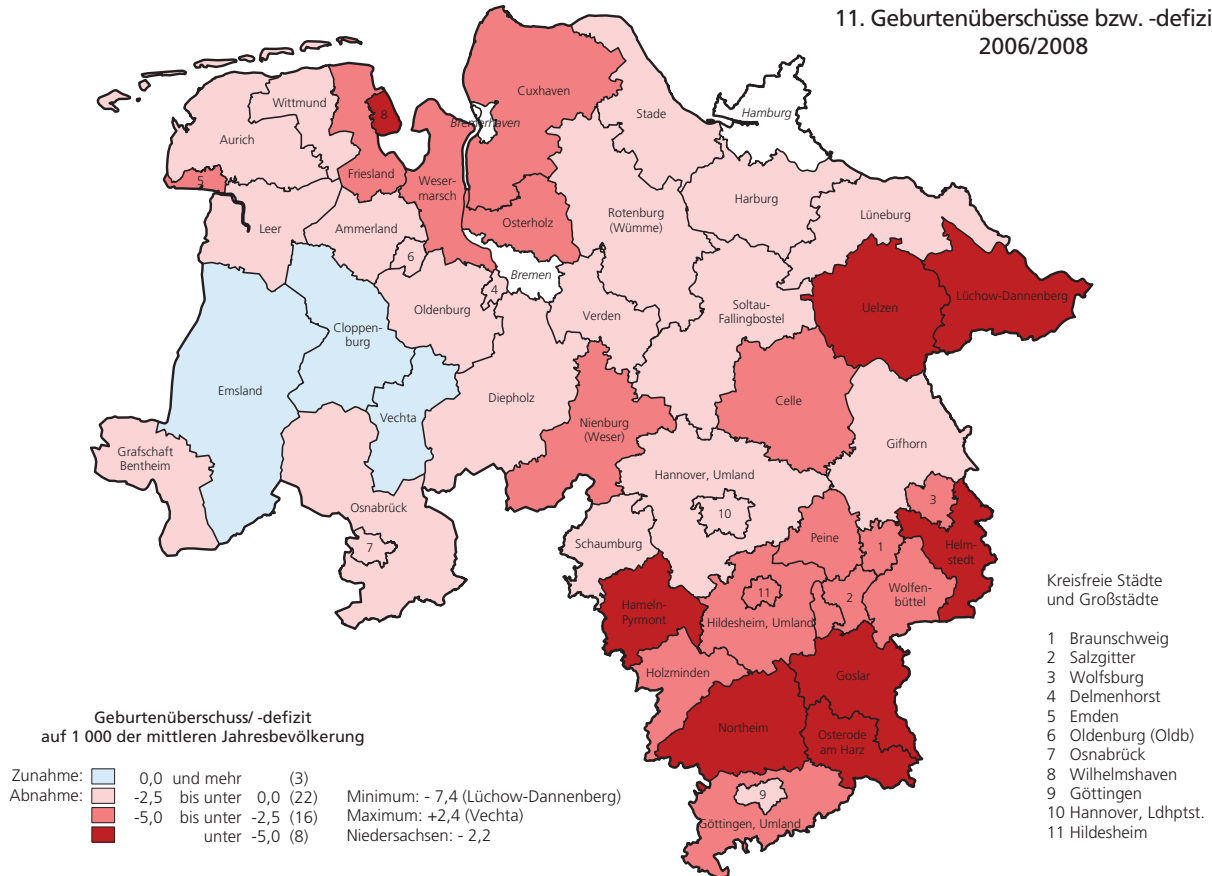 11. Geburtenüberschüsse bzw. -defizi
2006/2008
Cuxhaven
Wittmund
Stade
Hamburg
8
Bremerhaven
Aurich
Friesland
Weser-
marsch
5
Harburg
Rotenburg
(Wümme)
Lüneburg
Osterholz
Leer
Ammerland
6
Bremen
4
Lüchow-Dannenberg
Soltau-
Fallingbostel
Uelzen
Oldenburg
Verden
Cloppen-
burg
Emsland
Diepholz
Celle
Vechta
Nienburg
(Weser)
Gifhorn
Grafschaft
Bentheim
Hannover, Umland
3
Osnabrück
10
Peine
Schaumburg
1
Helm-
stedt
7
Wolfen-
büttel
11
2
Hameln-
Pyrmont
Hildesheim, Umland
Holzminden
Goslar
Northeim
Osterode
am Harz
9
Göttingen, Umland
Kreisfreie Städte
und Großstädte
1 Braunschweig
2 Salzgitter
3 Wolfsburg
4 Delmenhorst
5 Emden
6 Oldenburg (Oldb)
7 Osnabrück
8 Wilhelmshaven
9 Göttingen
10 Hannover, Ldhptst.
11 Hildesheim
Geburtenüberschuss/ -defizit
auf 1 000 der mittleren Jahresbevölkerung
Zunahme: 0,0 und mehr (3)
Abnahme: -2,5 bis unter 0,0 (22)
-5,0 bis unter -2,5 (16)
unter -5,0 (8)
Minimum: - 7,4 (Lüchow-Dannenberg)
Maximum: +2,4 (Vechta)
Niedersachsen: - 2,2